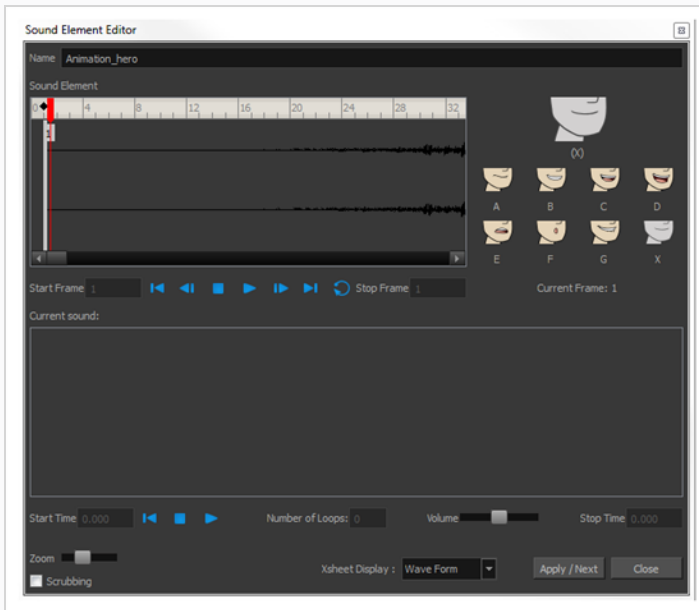 Sound Element Editor
Name Animation_hero
Sound Element
0 4 8 12 16 20 24 28 32
1
(X)
A B C D
E F G X
Start Frame 1 Stop Frame 1 Current Frame: 1
Current sound:
Start Time 0.000 Number of Loops: 0 Volume Stop Time 0.000
Zoom
Scrubbing Xsheet Display : Wave Form Apply / Next Close